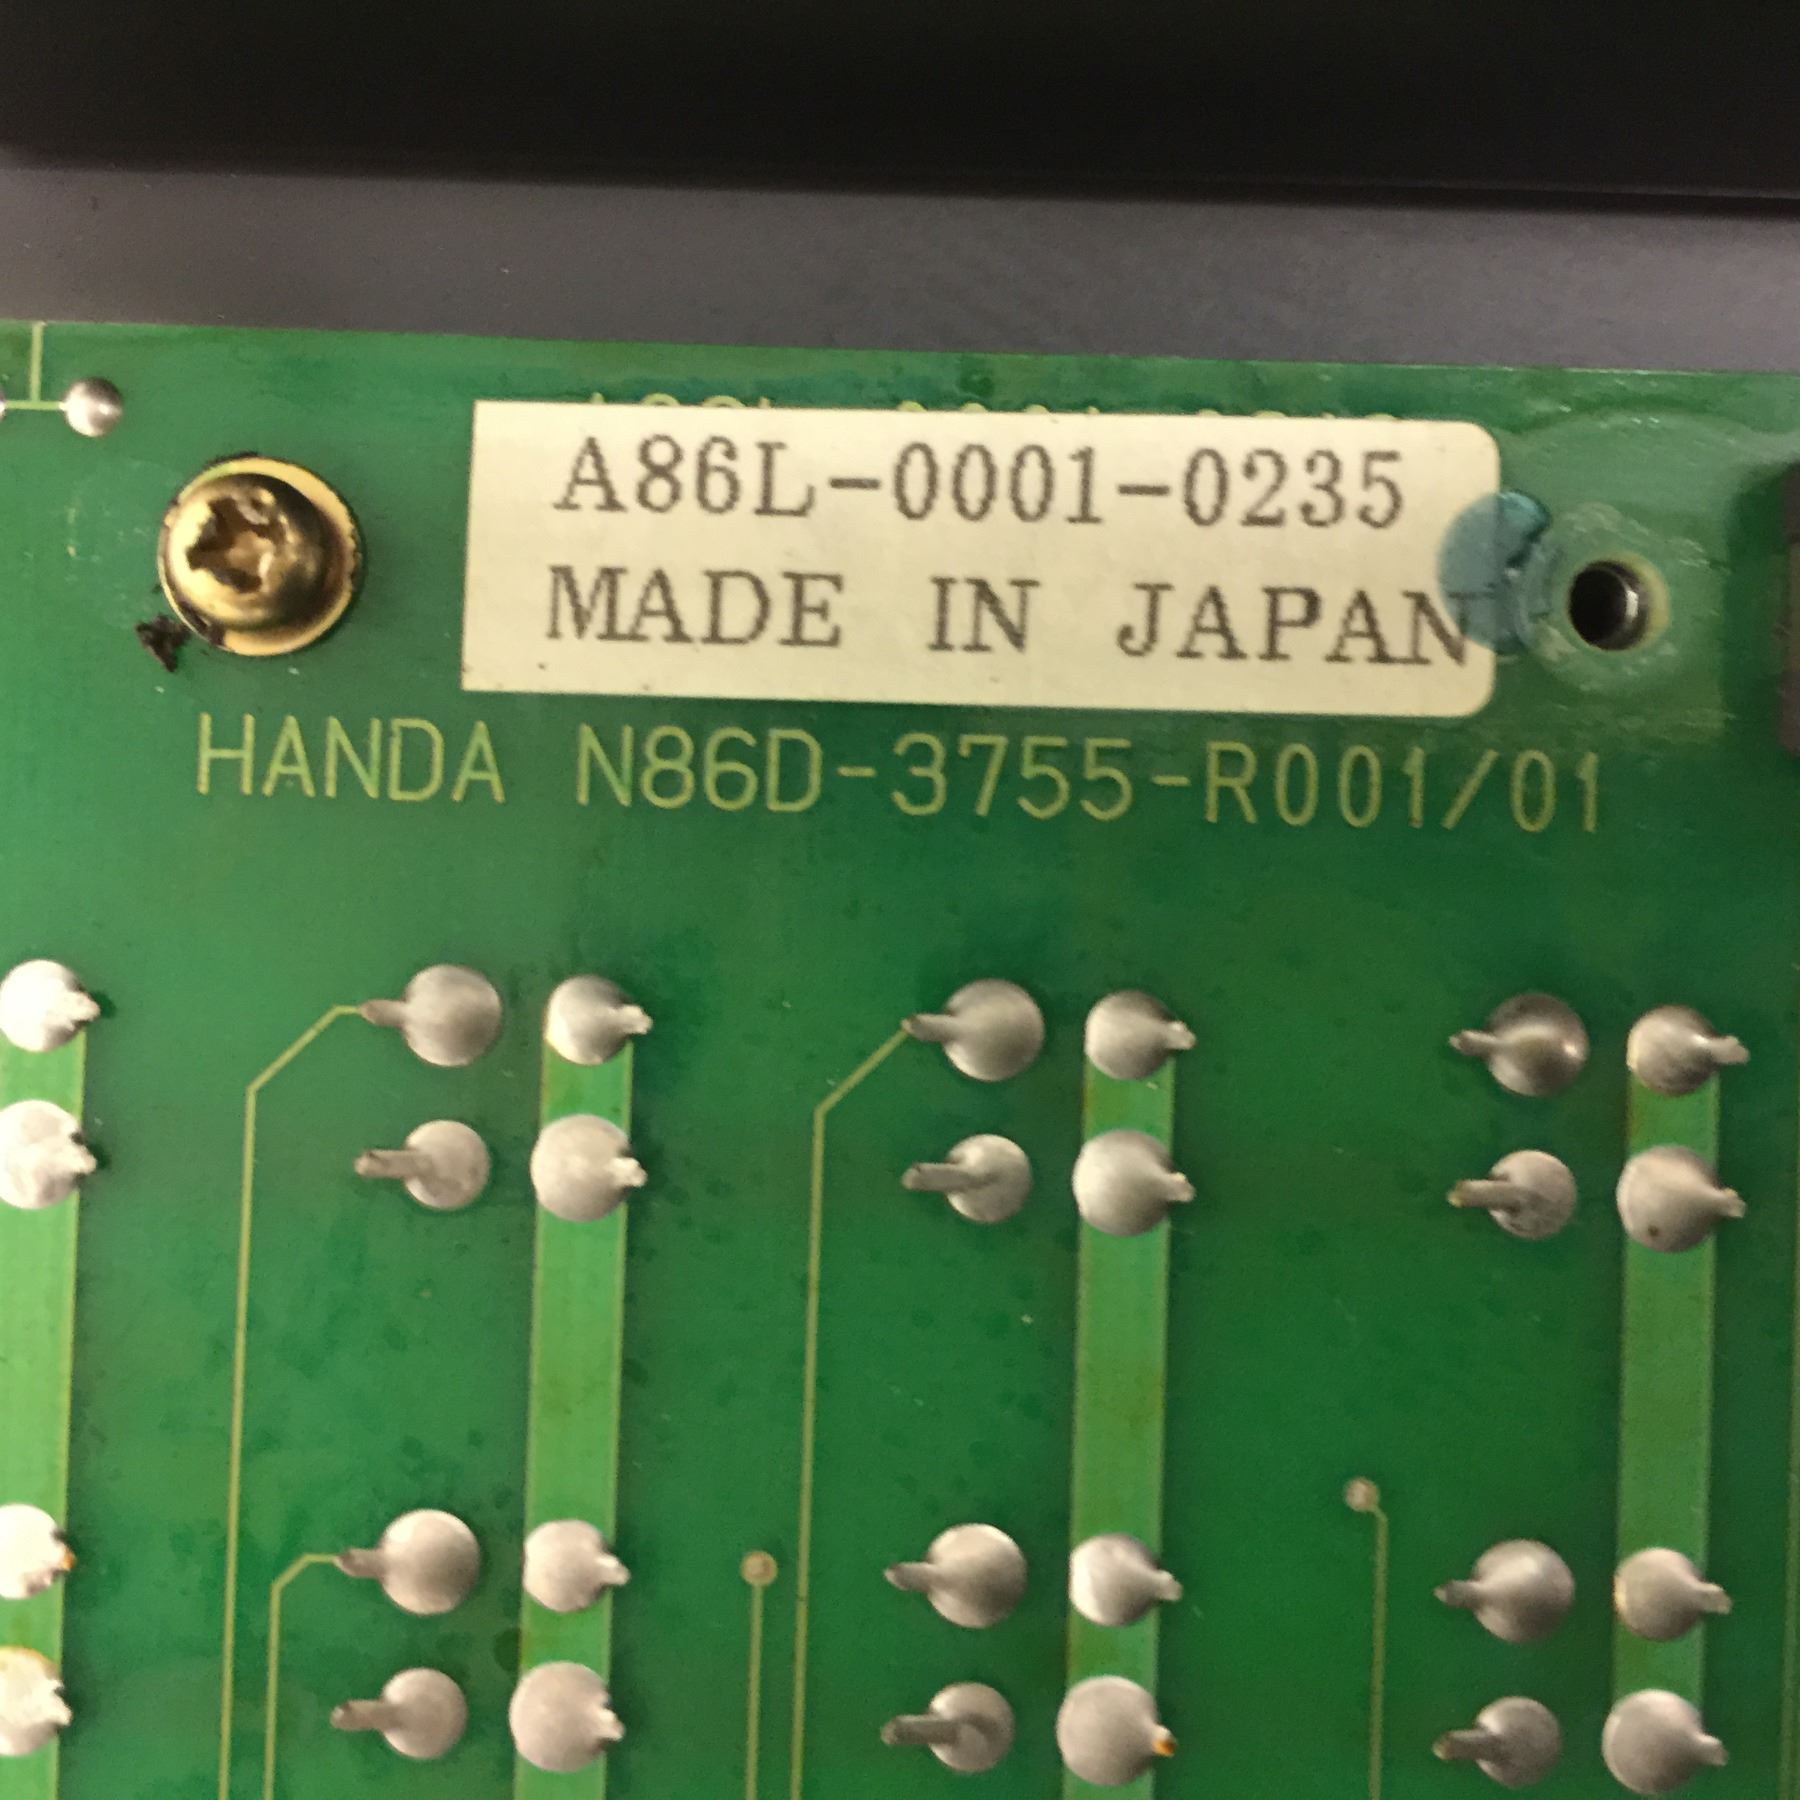 A86L-0001-0235
MADE IN JAPAN
HANDA N86D-3755-R001/01